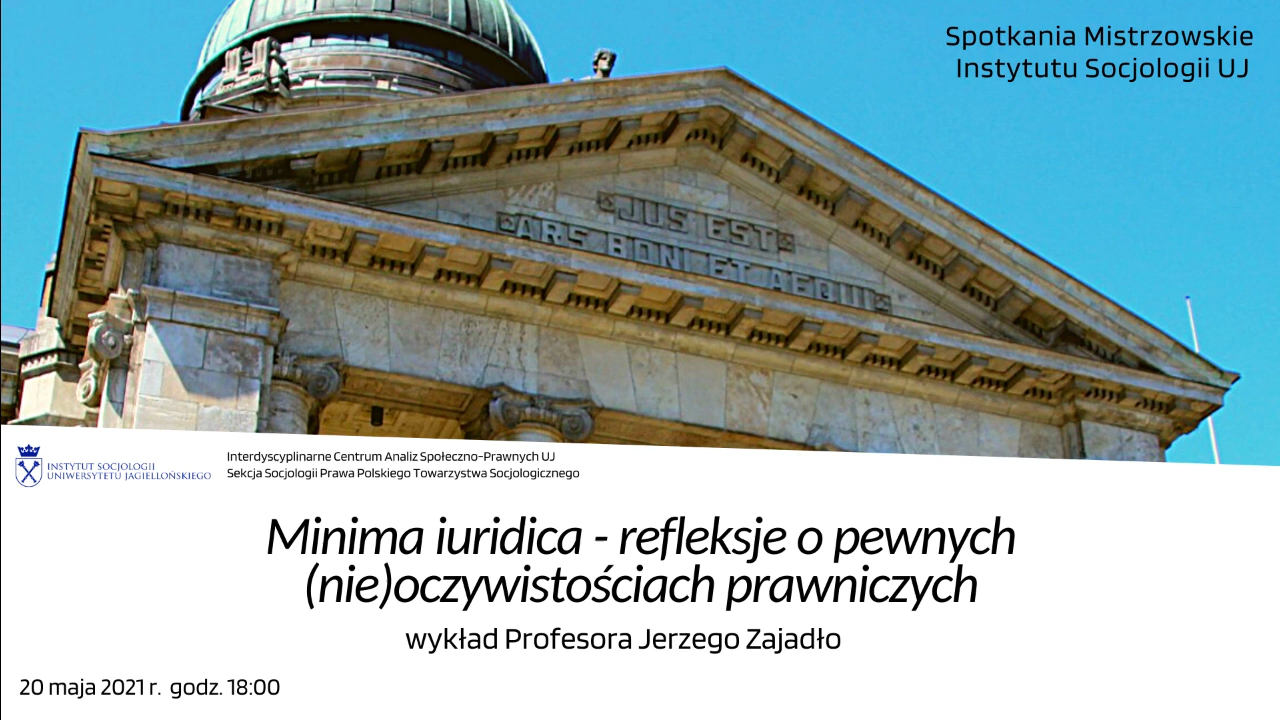 Spotkania Mistrzowskie
Instytutu Socjologii UJ
JUS EST
ARS BONI ET AEQUI
INSTYTUT SOCJOLOGII
UNIWERSYTETU JAGIELLOŃSKIEGO
Interdyscyplinarne Centrum Analiz Społeczno-Prawnych UJ
Sekcja Socjologii Prawa Polskiego Towarzystwa Socjologicznego
Minima iuridica - refleksje o pewnych
(nie)oczywistościach prawniczych
wykład Profesora Jerzego Zajadło
20 maja 2021 r. godz. 18:00